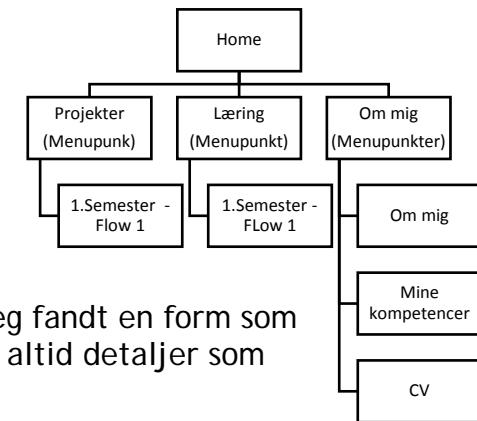 Home
Projekter
(Menupunk)
Læring
(Menupunkt)
Om mig
(Menupunkter)
1.Semester -
Flow 1
1.Semester -
FLow 1
Om mig
Mine
kompetencer
CV
eg fandt en form som
altid detaljer som